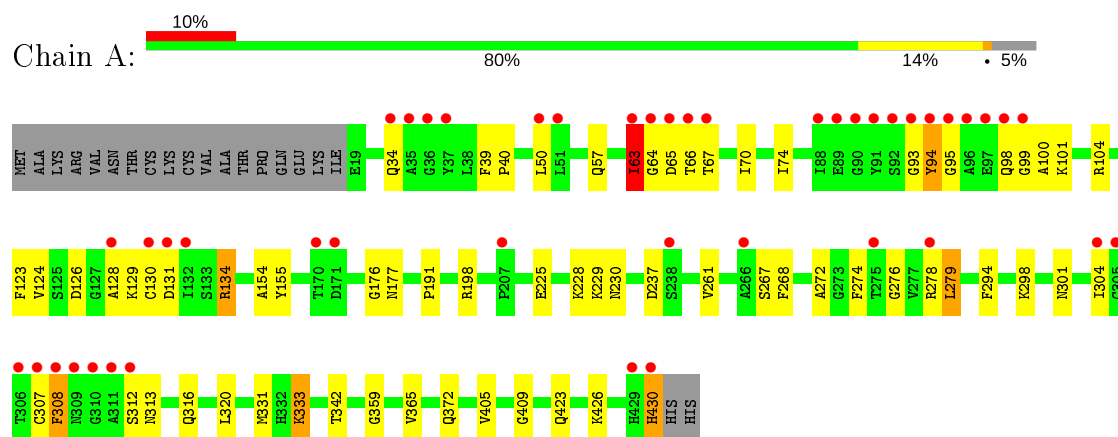 10%
Chain A:
80% 14% • 5%
MET ALA LYS ARG VAL ASN THR CYS LYS CYS VAL ALA THR PRO GLN GLU LYS ILE E19 Q34 A35 G36 Y37 L38 F39 P40 L50 L51 Q57 I63 G64 D65 T66 T67 I70 I74 I88 E89 G90 Y91 S92 G93 Y94 G95 A96 E97 Q98 G99 A100 K101 R104
F123 V124 S125 D126 G127 A128 K129 C130 D131 I132 S133 R134 A154 Y155 T170 D171 G176 N177 P191 R198 P207 E225 K228 K229 N230 D237 S238 V261 A266 S267 F268 A272 G273 F274 T275 G276 V277 R278 L279 F294 K298 N301 I304 G305
T306 C307 F308 N309 G310 A311 S312 N313 Q316 L320 M331 H332 K333 T342 G359 V365 Q372 V405 G409 Q423 K426 H429 H430 HIS HIS